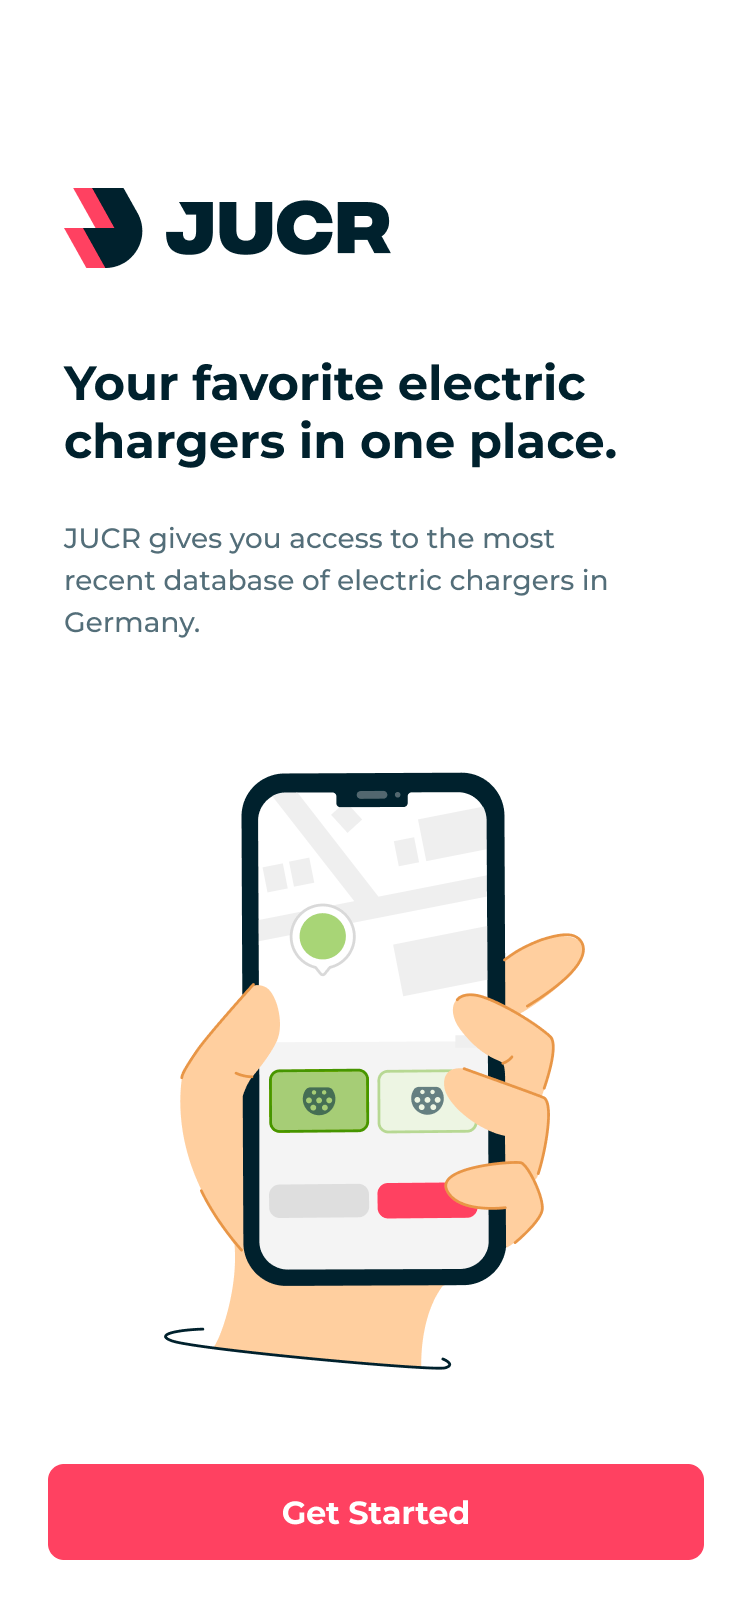 JUCR
Your favorite electric
chargers in one place.
JUCR gives you access to the most
recent database of electric chargers in
Germany.
Get Started